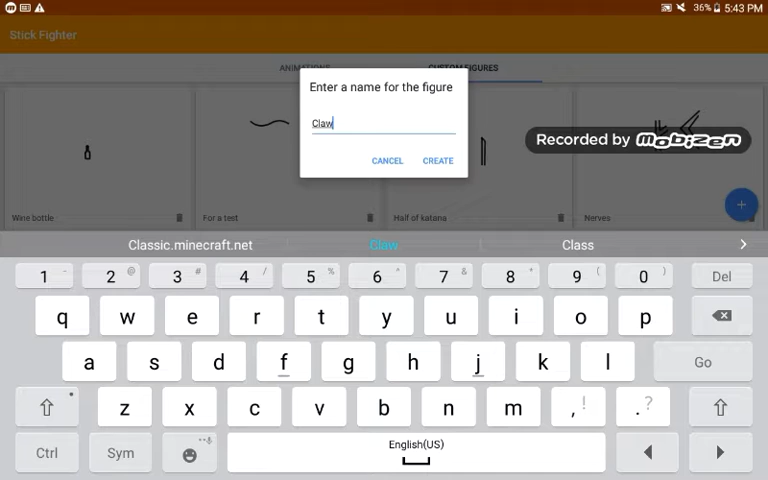 36% 5:43 PM
Stick Fighter
ANIMATIONS
CUSTOM FIGURES
Enter a name for the figure
Claw
CANCEL
CREATE
Recorded by mobizen
Wine bottle
For a test
Half of katana
Nerves
+
Classic.minecraft.net
Claw
Class
1 - 2 @ 3 # 4 / 5 % 6 ^ 7 & 8 * 9 ( 0 ) Del
q w e r t y u i o p
a s d f g h j k l Go
z x c v b n m , ! . ?
Ctrl Sym English(US)